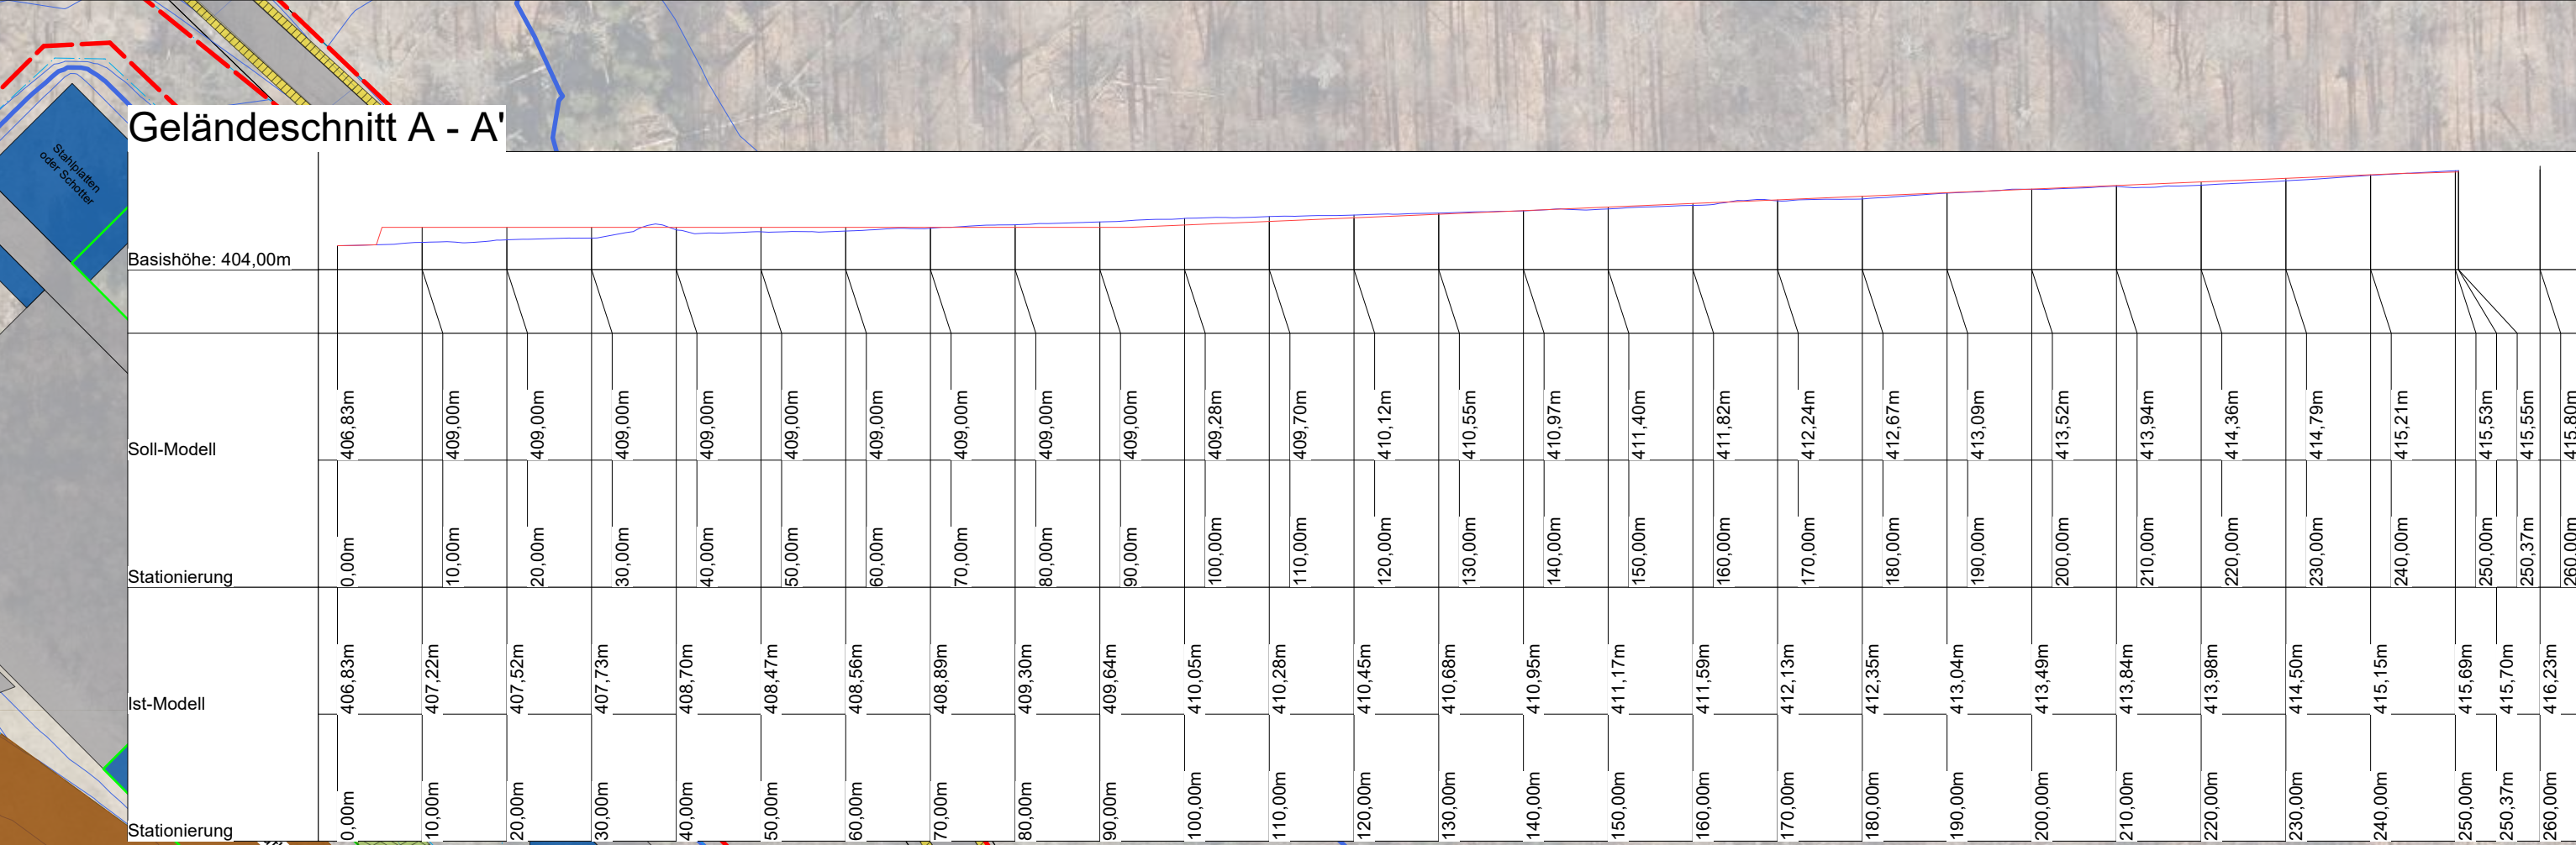 Geländeschnitt A - A'
Stahlplatten
oder Schotter
Basishöhe: 404,00m
Soll-Modell
406,83m 409,00m 409,00m 409,00m 409,00m 409,00m 409,00m 409,00m 409,00m 409,00m 409,28m 409,70m 410,12m 410,55m 410,97m 411,40m 411,82m 412,24m 412,67m 413,09m 413,52m 413,94m 414,36m 414,79m 415,21m 415,53m 415,55m 415,80m
Stationierung
0,00m 10,00m 20,00m 30,00m 40,00m 50,00m 60,00m 70,00m 80,00m 90,00m 100,00m 110,00m 120,00m 130,00m 140,00m 150,00m 160,00m 170,00m 180,00m 190,00m 200,00m 210,00m 220,00m 230,00m 240,00m 250,00m 250,37m 260,00m
Ist-Modell
406,83m 407,22m 407,52m 407,73m 408,70m 408,47m 408,56m 408,89m 409,30m 409,64m 410,05m 410,28m 410,45m 410,68m 410,95m 411,17m 411,59m 412,13m 412,35m 413,04m 413,49m 413,84m 413,98m 414,50m 415,15m 415,69m 415,70m 416,23m
Stationierung
0,00m 10,00m 20,00m 30,00m 40,00m 50,00m 60,00m 70,00m 80,00m 90,00m 100,00m 110,00m 120,00m 130,00m 140,00m 150,00m 160,00m 170,00m 180,00m 190,00m 200,00m 210,00m 220,00m 230,00m 240,00m 250,00m 250,37m 260,00m